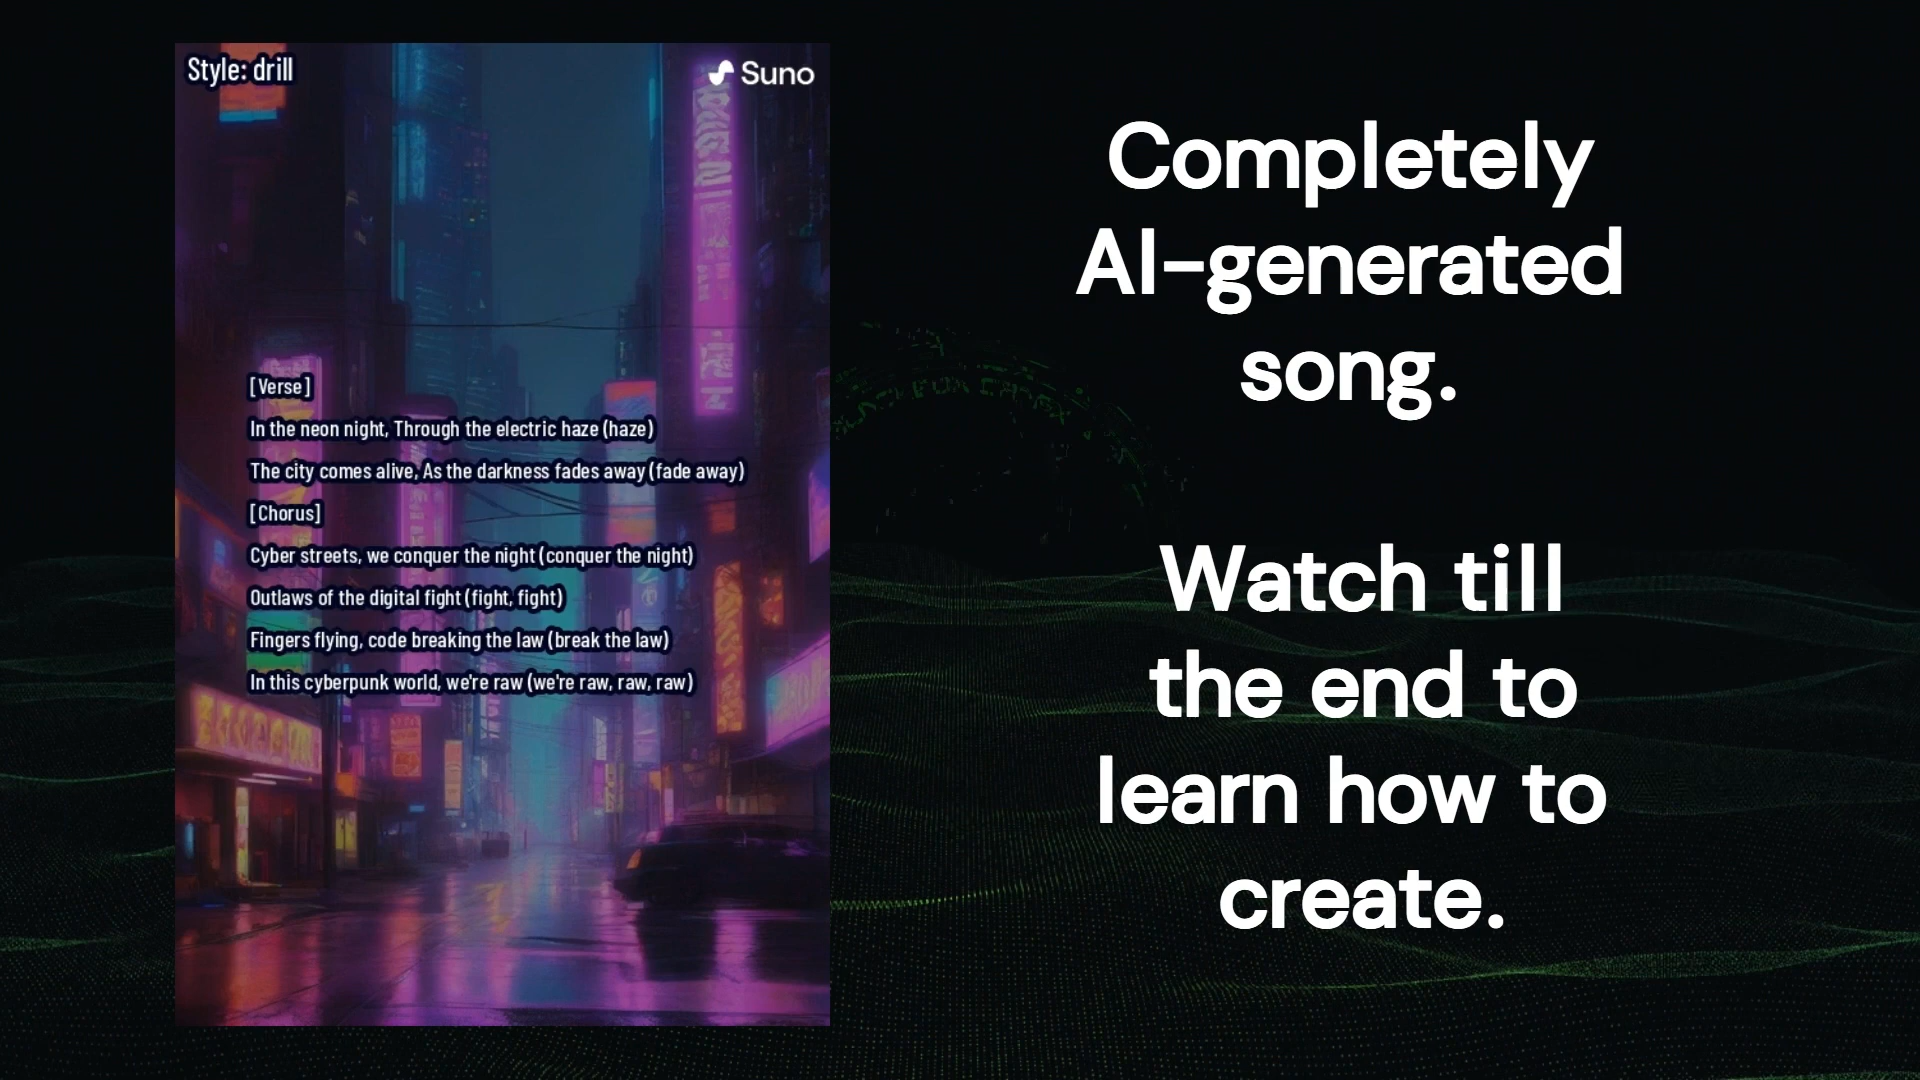 Style: drill
Suno
[Verse]
In the neon night, Through the electric haze (haze)
The city comes alive, As the darkness fades away (fade away)
[Chorus]
Cyber streets, we conquer the night (conquer the night)
Outlaws of the digital fight (fight, fight)
Fingers flying, code breaking the law (break the law)
In this cyberpunk world, we're raw (we're raw, raw, raw)
Completely
AI-generated
song.
Watch till
the end to
learn how to
create.